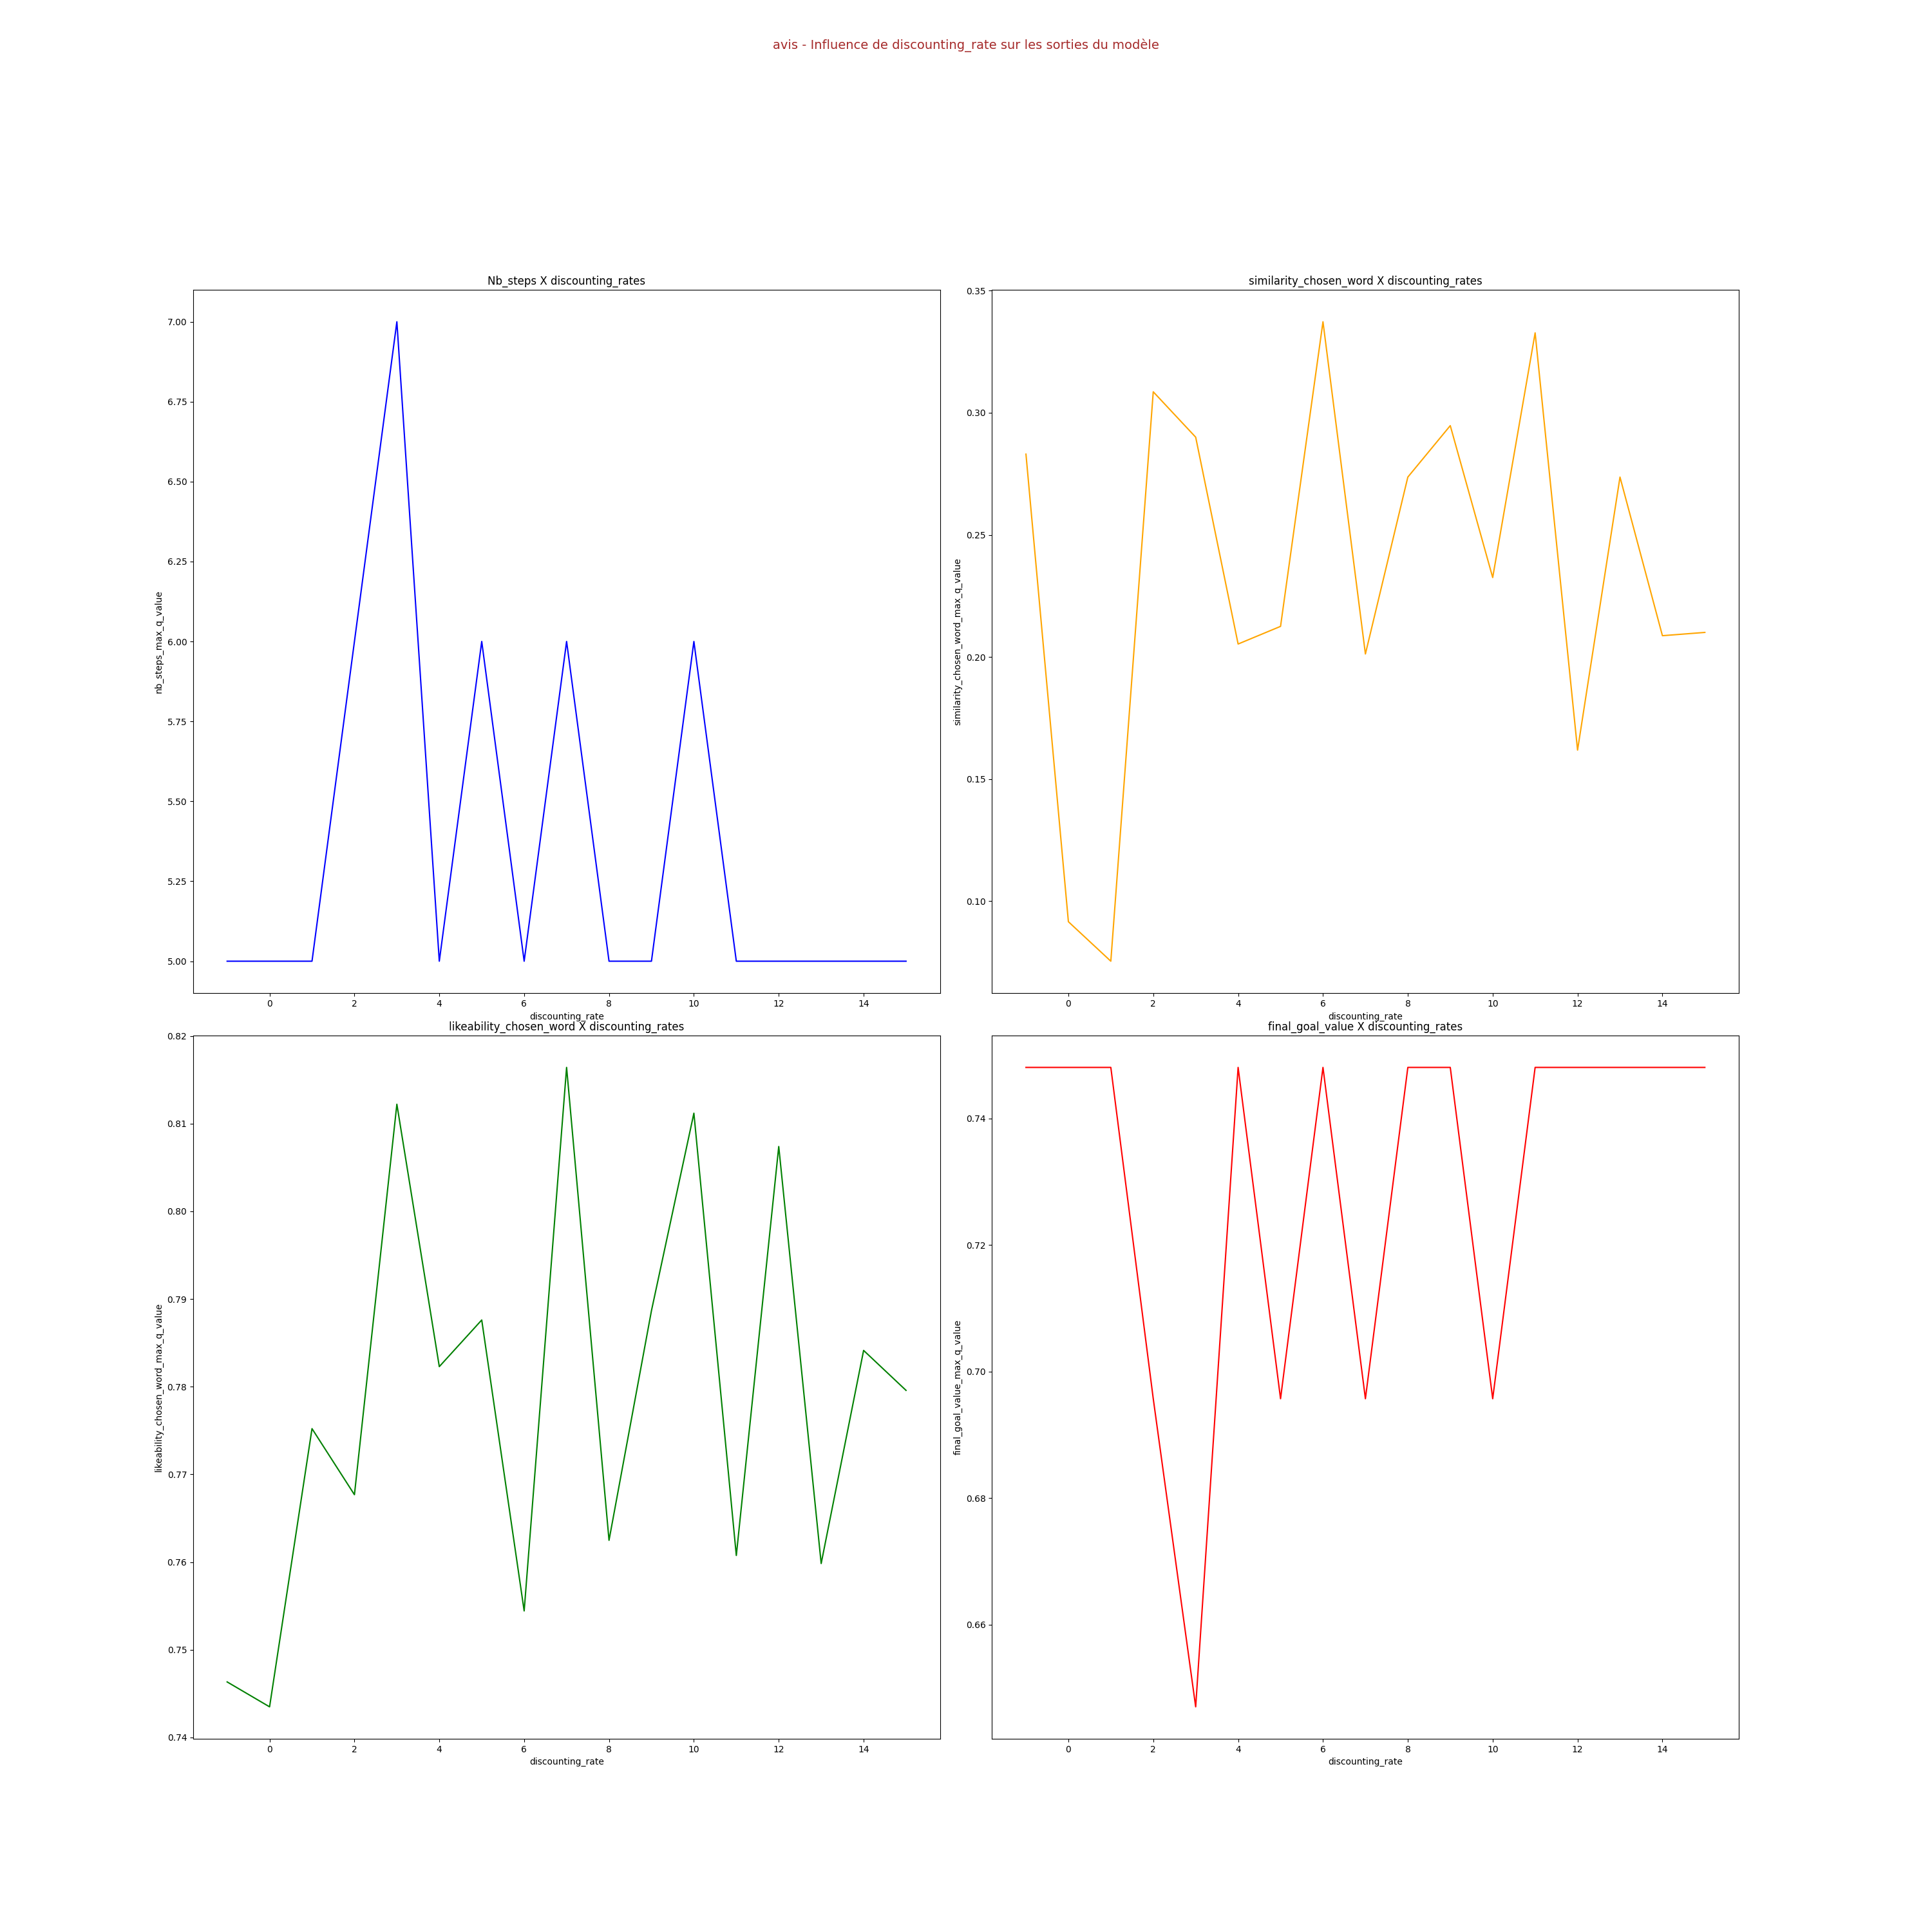 avis - Influence de discounting_rate sur les sorties du modèle
Nb_steps X discounting_rates
7.00
6.75
6.50
6.25
6.00
5.75
5.50
5.25
5.00
nb_steps_max_q_value
0 2 4 6 8 10 12 14
discounting_rate
similarity_chosen_word X discounting_rates
0.35
0.30
0.25
0.20
0.15
0.10
similarity_chosen_word_max_q_value
0 2 4 6 8 10 12 14
discounting_rate
likeability_chosen_word X discounting_rates
0.82
0.81
0.80
0.79
0.78
0.77
0.76
0.75
0.74
likeability_chosen_word_max_q_value
0 2 4 6 8 10 12 14
discounting_rate
final_goal_value X discounting_rates
0.74
0.72
0.70
0.68
0.66
final_goal_value_max_q_value
0 2 4 6 8 10 12 14
discounting_rate